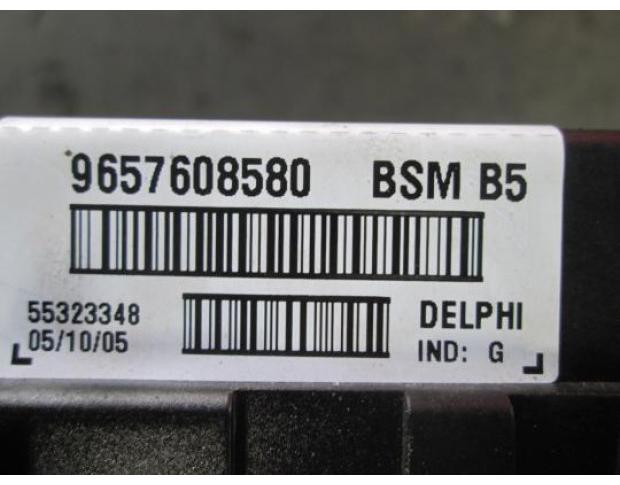 9657608580 BSM B5
55323348 DELPHI
05/10/05 IND: G